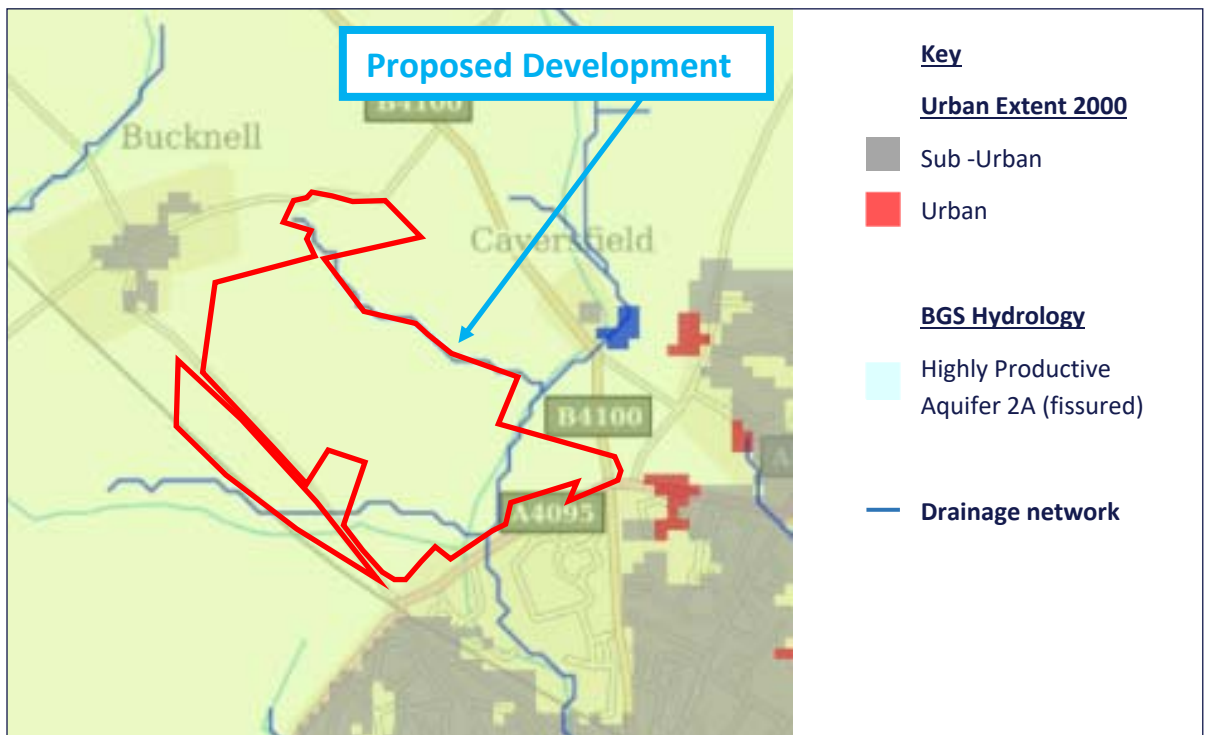 Proposed Development
B4100
Bucknell
Caversfield
B4100
A
A4095
Key
Urban Extent 2000
Sub -Urban
Urban
BGS Hydrology
Highly Productive
Aquifer 2A (fissured)
Drainage network